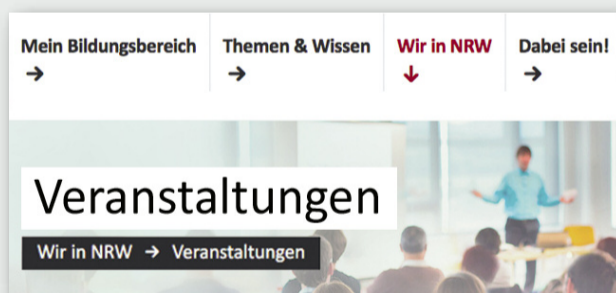 Mein Bildungsbereich
Themen & Wissen
Wir in NRW
Dabei sein!
Veranstaltungen
Wir in NRW → Veranstaltungen